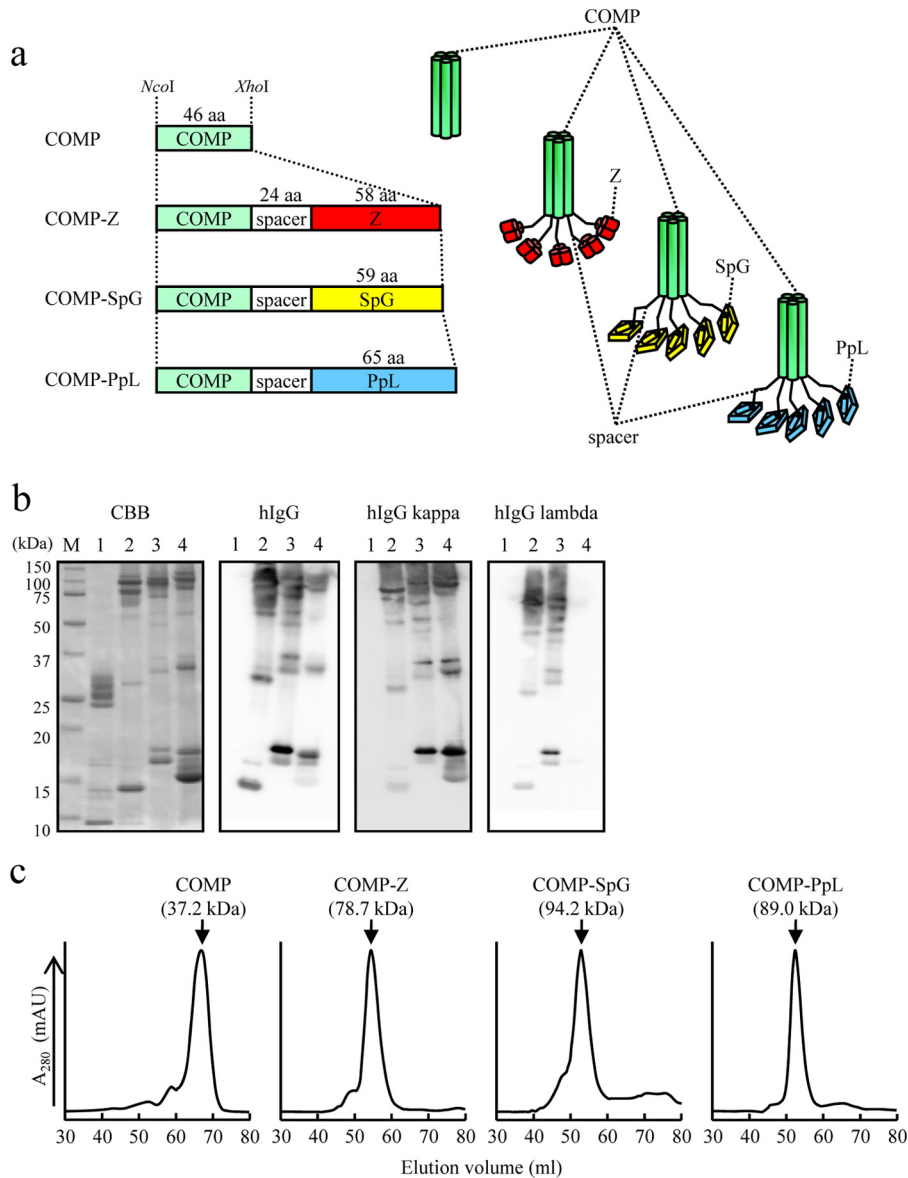 a
COMP
NcoI XhoI
46 aa
COMP COMP
24 aa 58 aa
COMP-Z COMP spacer Z
59 aa
COMP-SpG COMP spacer SpG
65 aa
COMP-PpL COMP spacer PpL
Z
SpG
PpL
spacer
b
CBB hIgG hIgG kappa hIgG lambda
(kDa) M 1 2 3 4 1 2 3 4 1 2 3 4 1 2 3 4
150
100
75
50
37
25
20
15
10
c
COMP COMP-Z COMP-SpG COMP-PpL
(37.2 kDa) (78.7 kDa) (94.2 kDa) (89.0 kDa)
A280 (mAU)
30 40 50 60 70 80 30 40 50 60 70 80 30 40 50 60 70 80 30 40 50 60 70 80
Elution volume (ml)